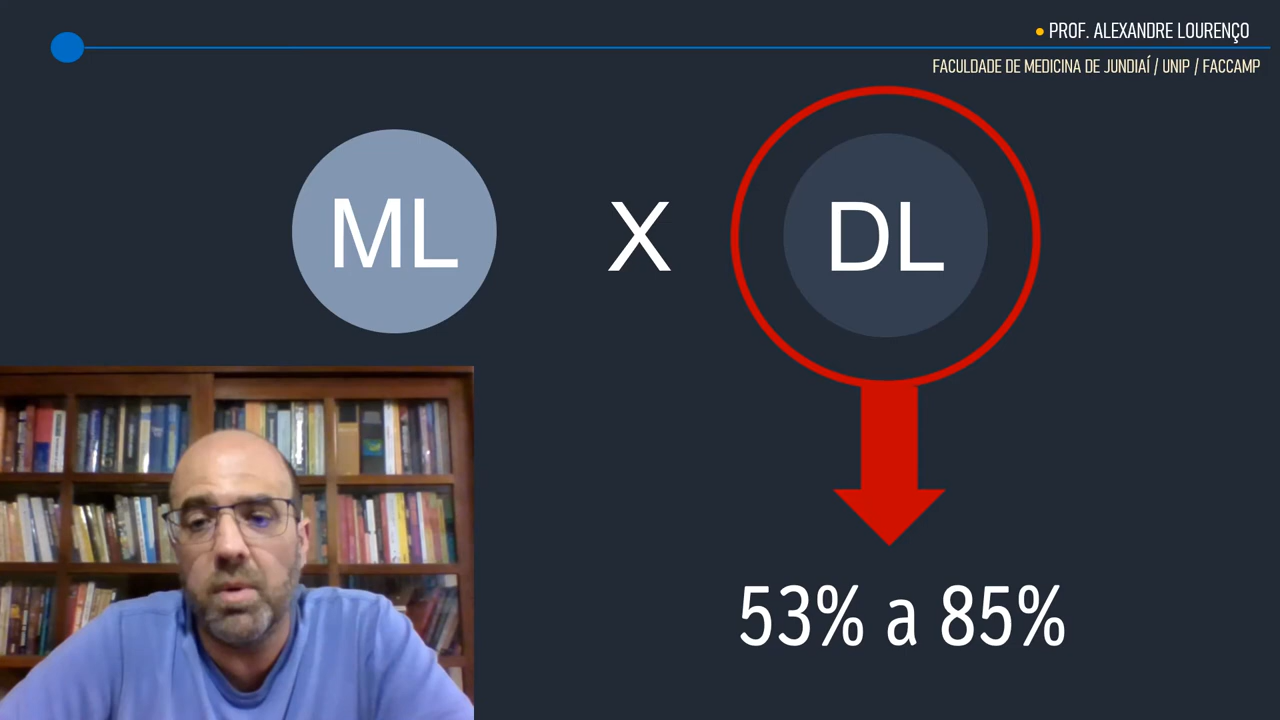 PROF. ALEXANDRE LOURENÇO
FACULDADE DE MEDICINA DE JUNDIAÍ / UNIP / FACCAMP
ML X DL
53% a 85%